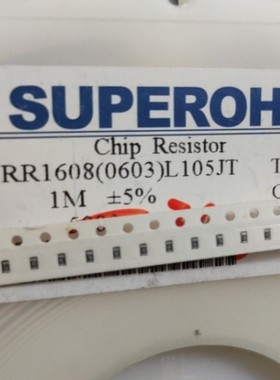 SUPEROH
Chip Resistor
RR1608(0603)L105JT
1M ±5%